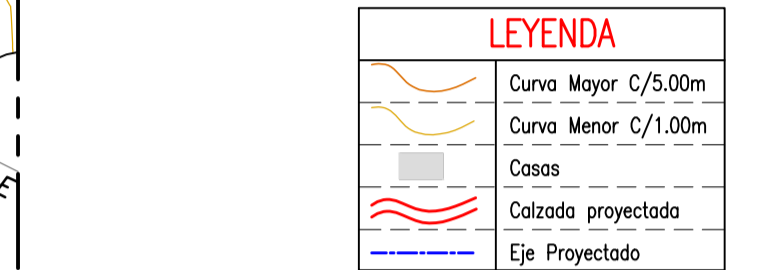 LEYENDA
Curva Mayor C/5.00m
Curva Menor C/1.00m
Casas
Calzada proyectada
Eje Proyectado
E